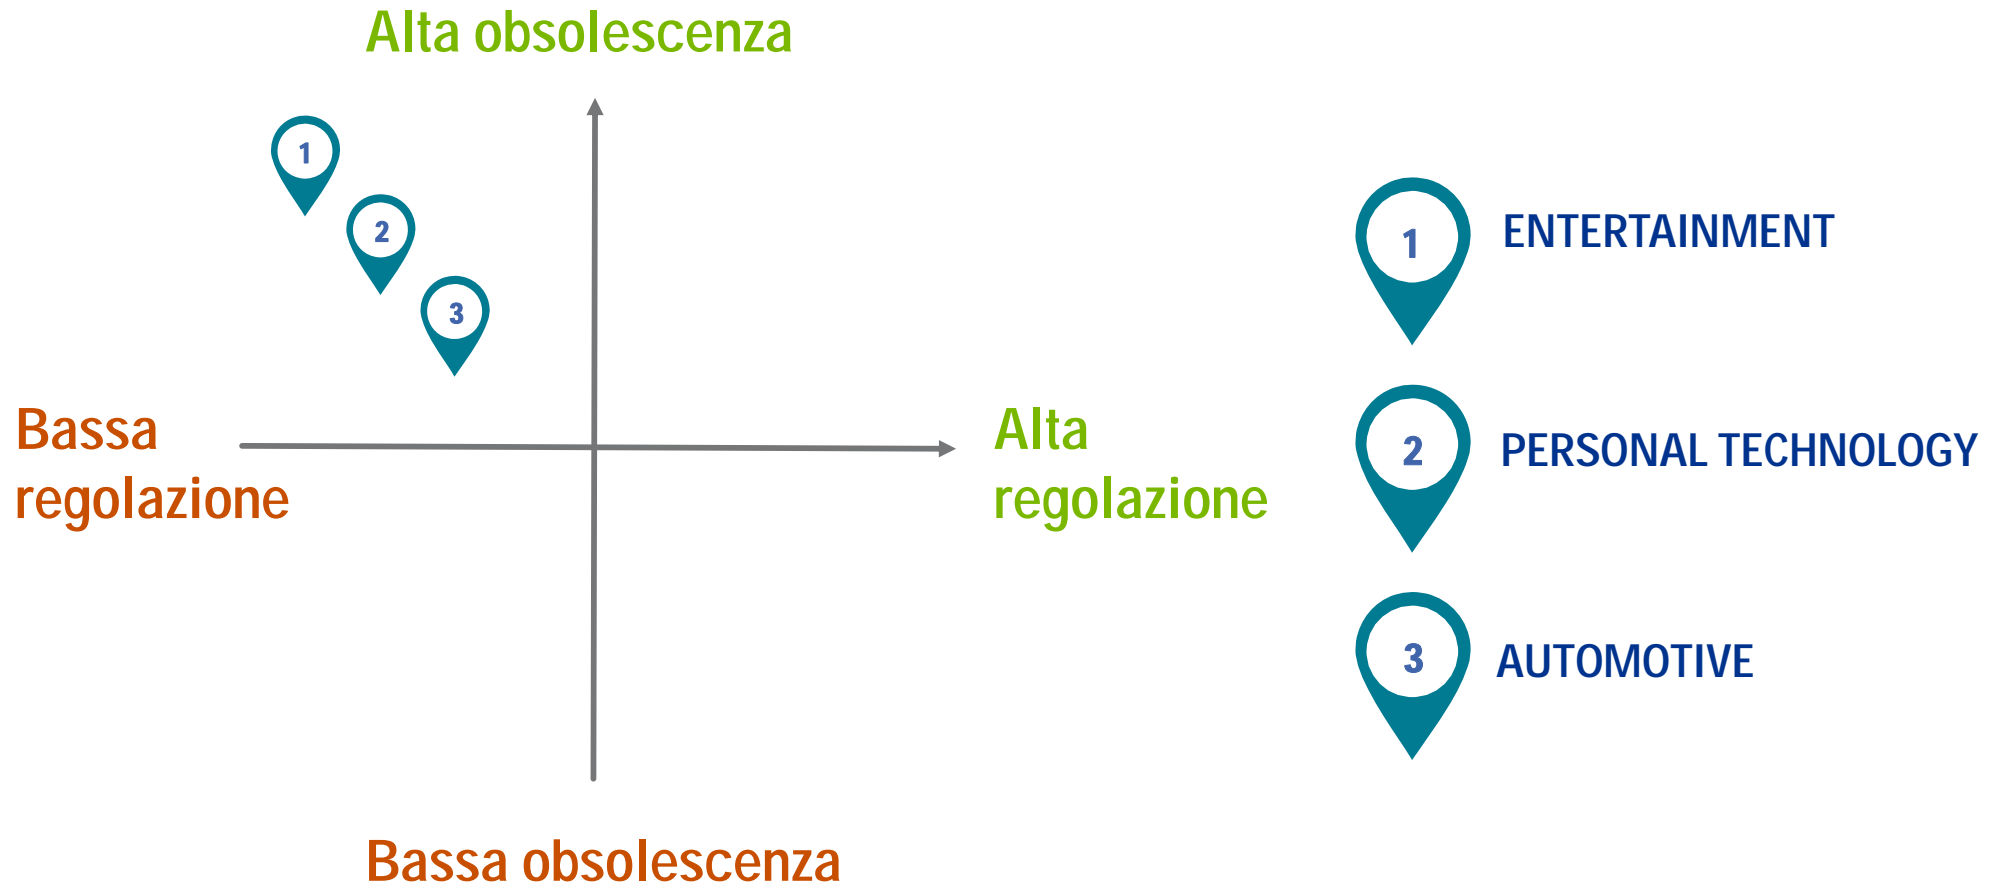 Alta obsolescenza
1
2
3
Bassa
regolazione
Alta
regolazione
Bassa obsolescenza
1
ENTERTAINMENT
2
PERSONAL TECHNOLOGY
3
AUTOMOTIVE